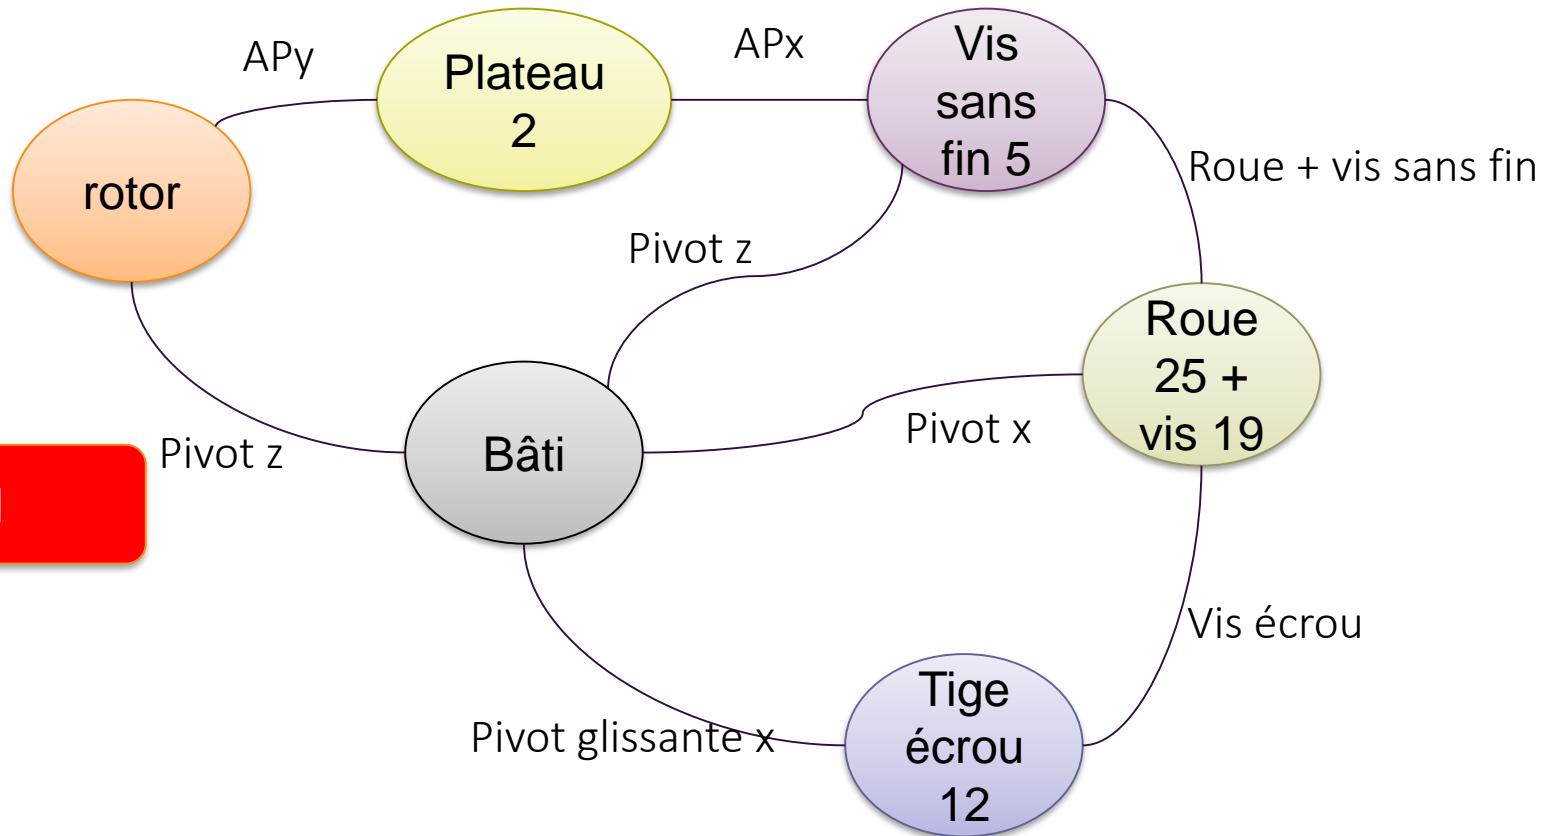 APy
Plateau
2
APx
Vis
sans
fin 5
rotor
Roue + vis sans fin
Pivot z
Roue
25 +
vis 19
Pivot z
Bâti
Pivot x
Vis écrou
Pivot glissante x
Tige
écrou
12